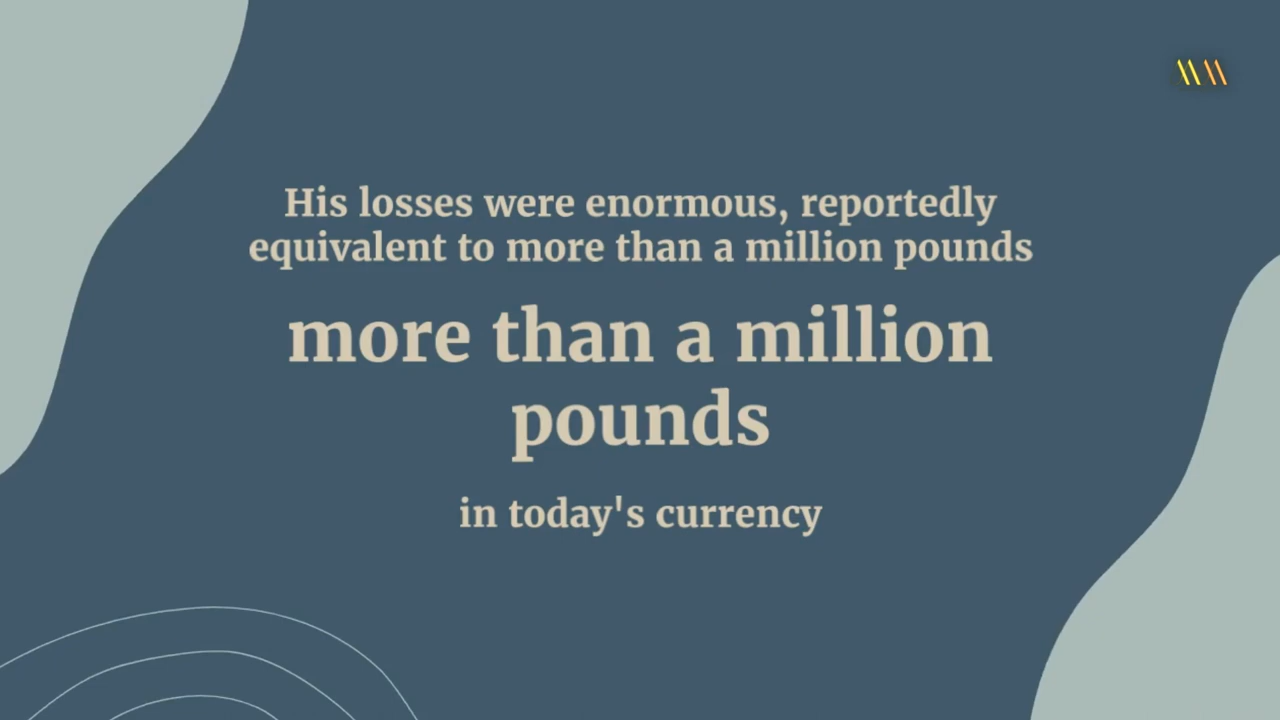 His losses were enormous, reportedly
equivalent to more than a million pounds
more than a million
pounds
in today's currency